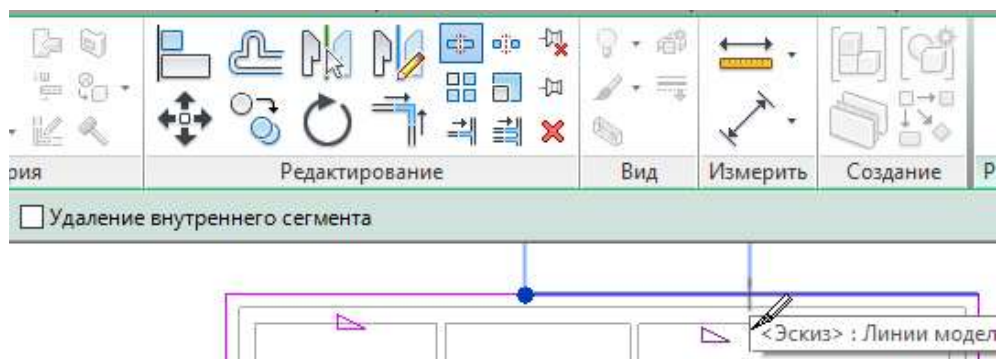 рия Редактирование Вид Измерить Создание Р
Удаление внутреннего сегмента
<Эскиз> : Линии модел